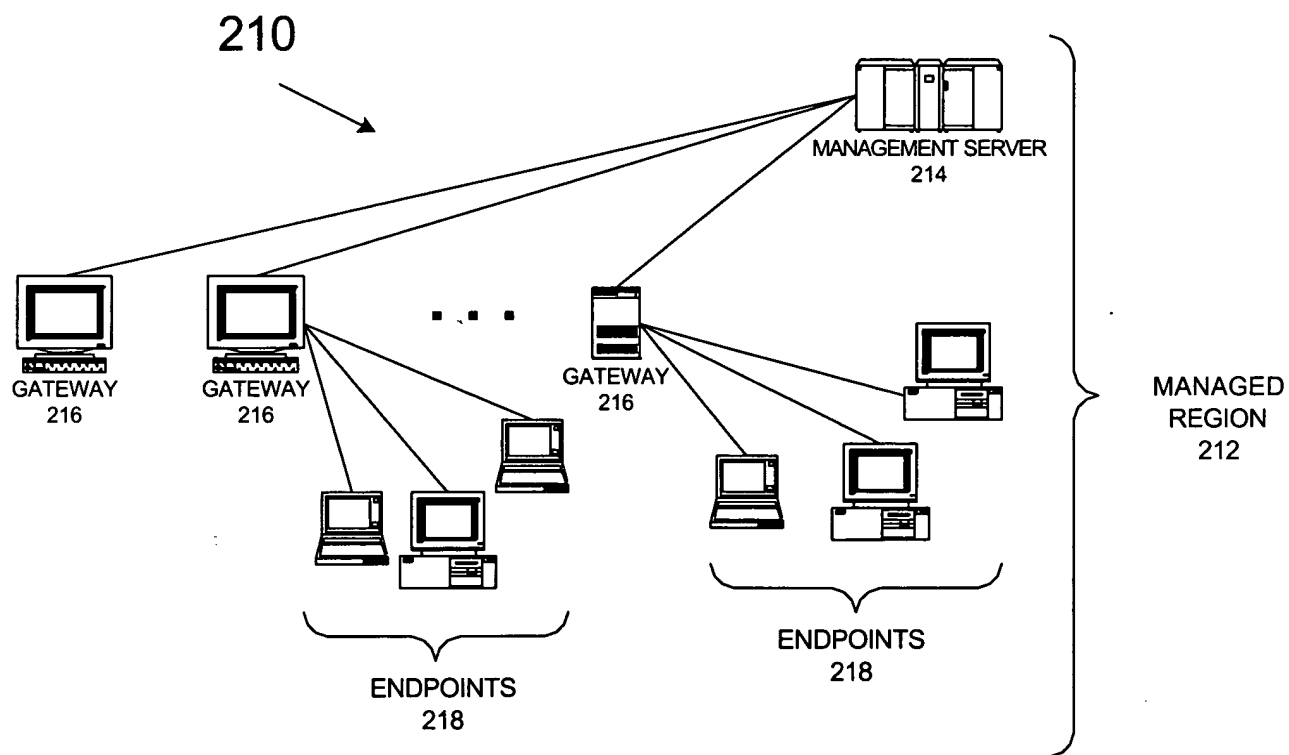 210
MANAGEMENT SERVER
214
GATEWAY
216
GATEWAY
216
GATEWAY
216
MANAGED
REGION
212
ENDPOINTS
218
ENDPOINTS
218